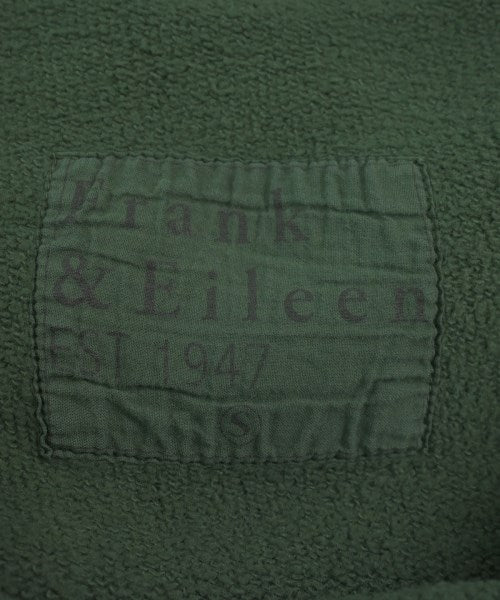 Frank
& Eileen
EST 1947
S